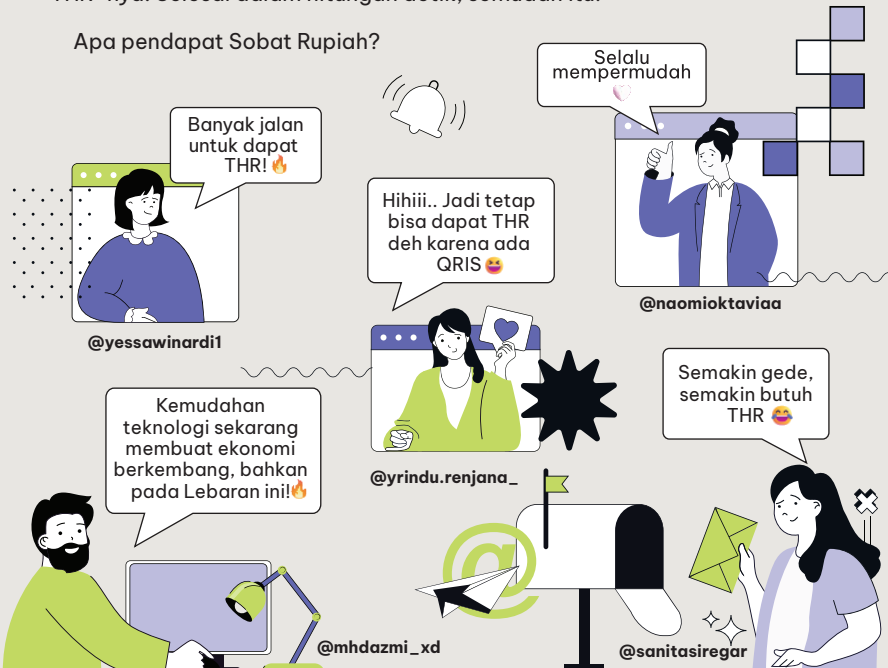 Apa pendapat Sobat Rupiah?
Selalu
mempermudah
Banyak jalan
untuk dapat
THR!🔥
Hihiii.. Jadi tetap
bisa dapat THR
deh karena ada
QRIS😆
@naomioktaviaa
@yessawinardi1
Semakin gede,
semakin butuh
THR 😂
Kemudahan
teknologi sekarang
membuat ekonomi
berkembang, bahkan
pada Lebaran ini!🔥
@yrindu.renjana_
@
@mhdazmi_xd
@sanitasiregar